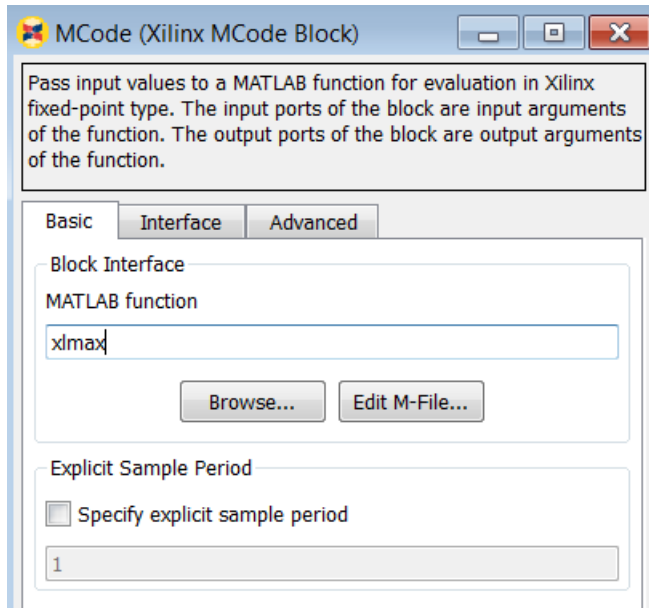 MCode (Xilinx MCode Block)
Pass input values to a MATLAB function for evaluation in Xilinx
fixed-point type. The input ports of the block are input arguments
of the function. The output ports of the block are output arguments
of the function.
Basic Interface Advanced
Block Interface
MATLAB function
xlmax
Browse... Edit M-File...
Explicit Sample Period
Specify explicit sample period
1